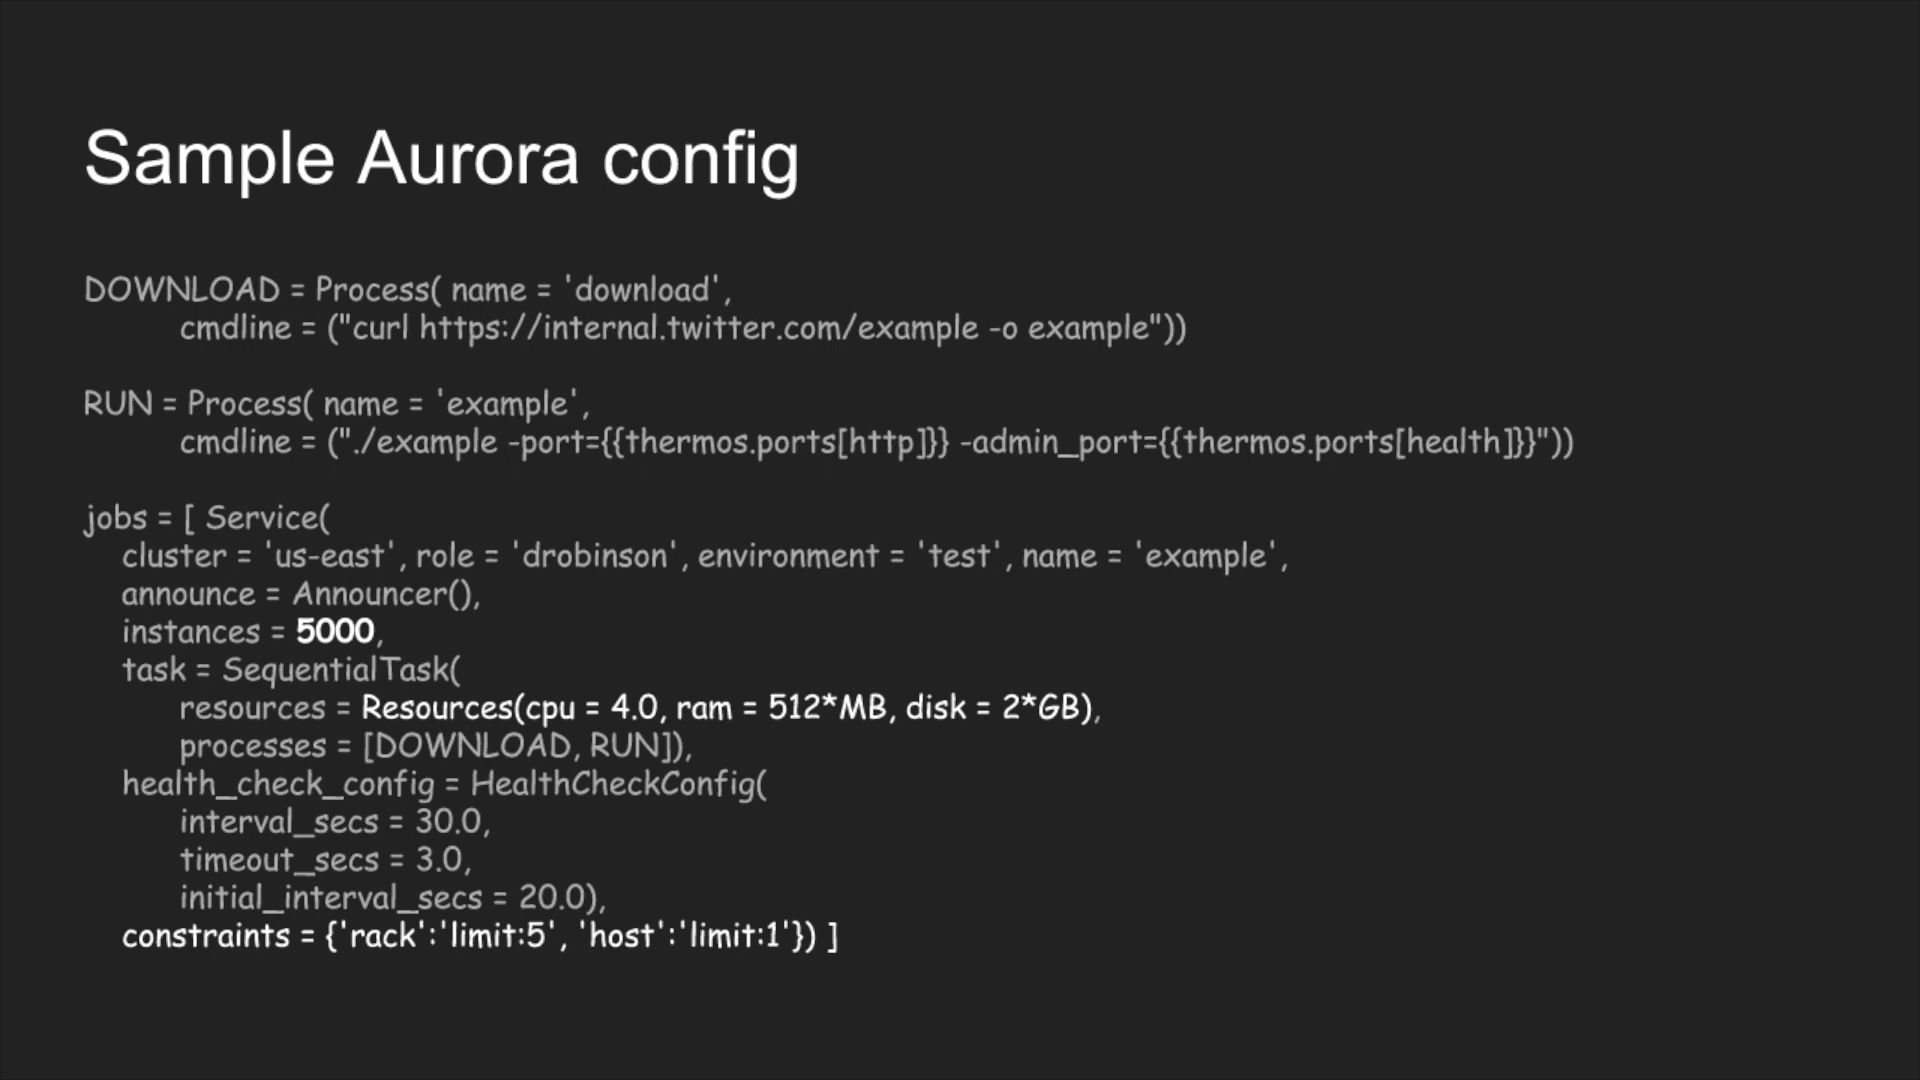 Sample Aurora config
DOWNLOAD = Process( name = 'download',
cmdline = ("curl https://internal.twitter.com/example -o example"))
RUN = Process( name = 'example',
cmdline = ("./example -port={{thermos.ports[http]}} -admin_port={{thermos.ports[health]}}"))
jobs = [ Service(
cluster = 'us-east', role = 'drobinson', environment = 'test', name = 'example',
announce = Announcer(),
instances = 5000,
task = SequentialTask(
resources = Resources(cpu = 4.0, ram = 512*MB, disk = 2*GB),
processes = [DOWNLOAD, RUN]),
health_check_config = HealthCheckConfig(
interval_secs = 30.0,
timeout_secs = 3.0,
initial_interval_secs = 20.0),
constraints = {'rack':'limit:5', 'host':'limit:1'}) ]